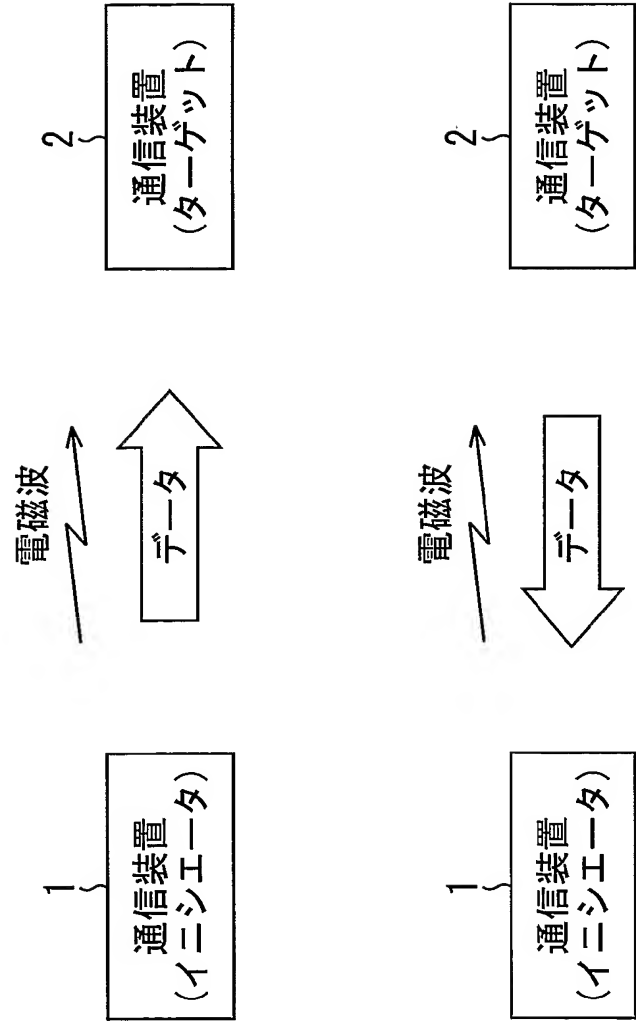 1
通信装置
(イニシエータ)
電磁波
データ
2
通信装置
(ターゲット)
1
通信装置
(イニシエータ)
電磁波
データ
2
通信装置
(ターゲット)